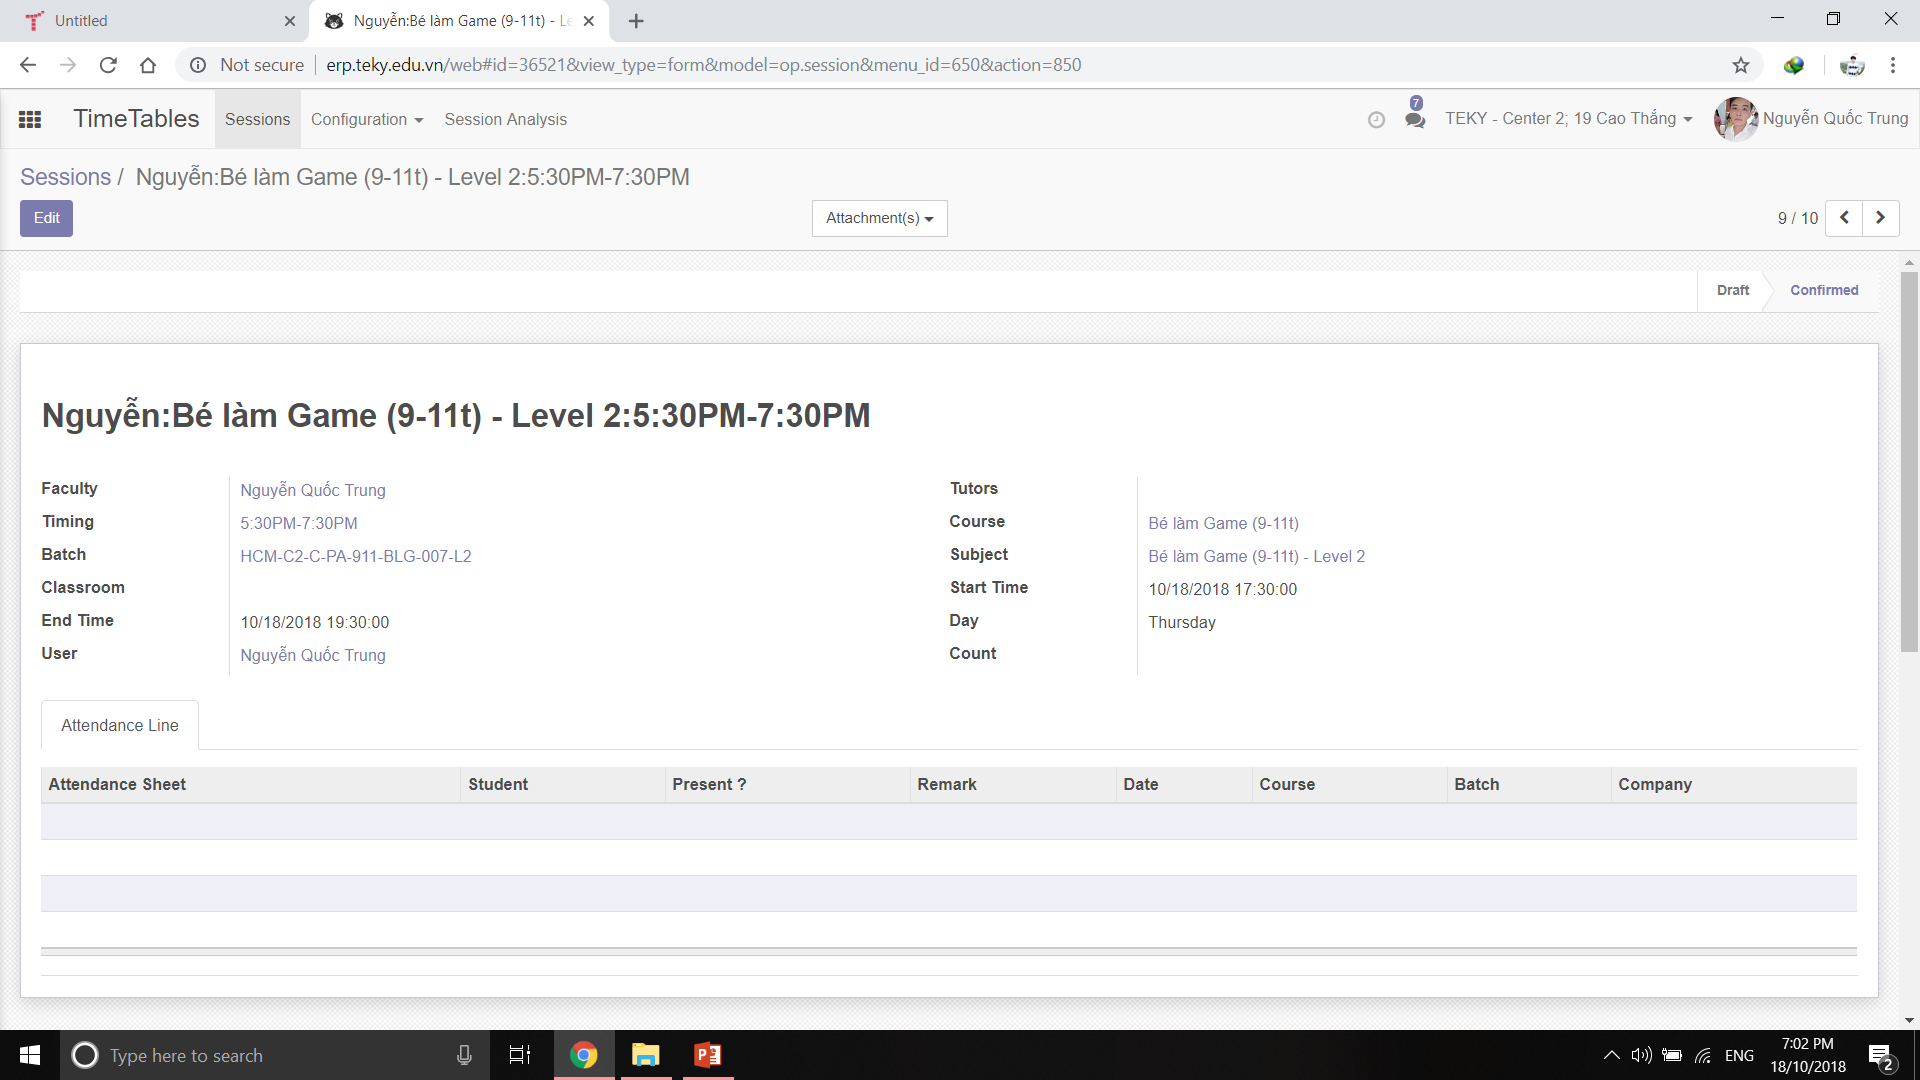 Untitled
Nguyễn:Bé làm Game (9-11t) - Le
Not secure
erp.teky.edu.vn/web#id=36521&view_type=form&model=op.session&menu_id=650&action=850
TimeTables
Sessions
Configuration
Session Analysis
7
TEKY - Center 2; 19 Cao Thắng
Nguyễn Quốc Trung
Sessions / Nguyễn:Bé làm Game (9-11t) - Level 2:5:30PM-7:30PM
Edit
Attachment(s)
9 / 10
Draft
Confirmed
Nguyễn:Bé làm Game (9-11t) - Level 2:5:30PM-7:30PM
Faculty Nguyễn Quốc Trung
Timing 5:30PM-7:30PM
Batch HCM-C2-C-PA-911-BLG-007-L2
Classroom
End Time 10/18/2018 19:30:00
User Nguyễn Quốc Trung
Tutors
Course Bé làm Game (9-11t)
Subject Bé làm Game (9-11t) - Level 2
Start Time 10/18/2018 17:30:00
Day Thursday
Count
Attendance Line
Attendance Sheet Student Present ? Remark Date Course Batch Company
Type here to search
ENG
7:02 PM
18/10/2018
2